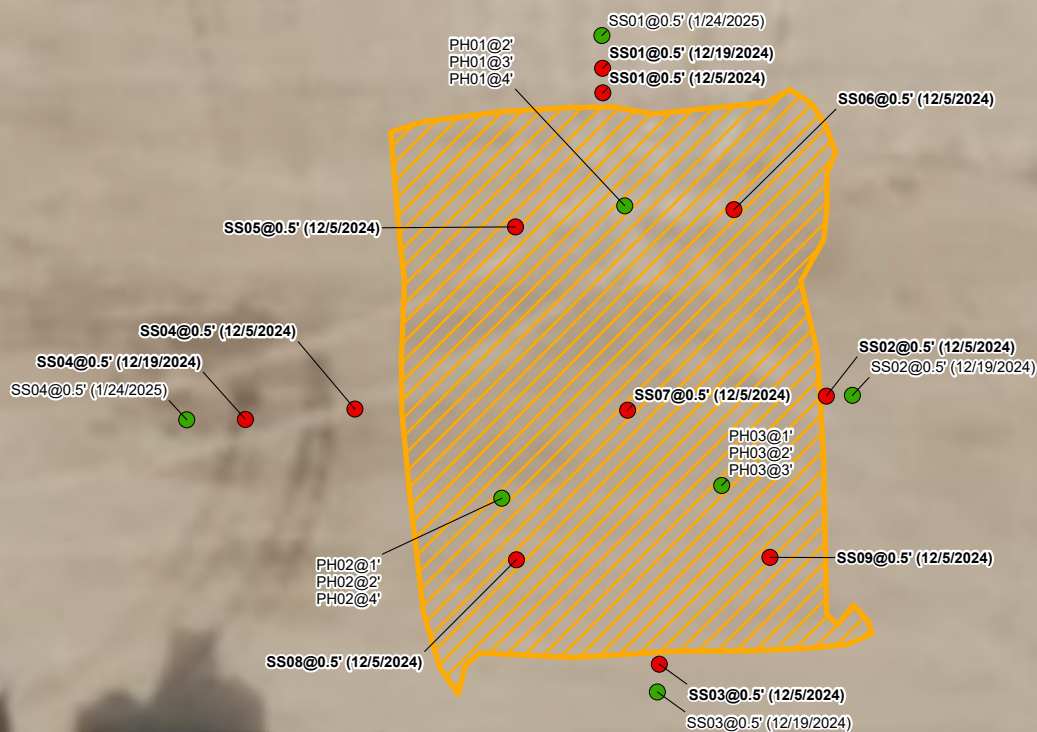 SS01@0.5' (1/24/2025)
PH01@2'
PH01@3'
PH01@4'
SS01@0.5' (12/19/2024)
SS01@0.5' (12/5/2024)
SS06@0.5' (12/5/2024)
SS05@0.5' (12/5/2024)
SS04@0.5' (12/5/2024)
SS04@0.5' (12/19/2024)
SS04@0.5' (1/24/2025)
SS02@0.5' (12/5/2024)
SS02@0.5' (12/19/2024)
SS07@0.5' (12/5/2024)
PH03@1'
PH03@2'
PH03@3'
PH02@1'
PH02@2'
PH02@4'
SS09@0.5' (12/5/2024)
SS08@0.5' (12/5/2024)
SS03@0.5' (12/5/2024)
SS03@0.5' (12/19/2024)